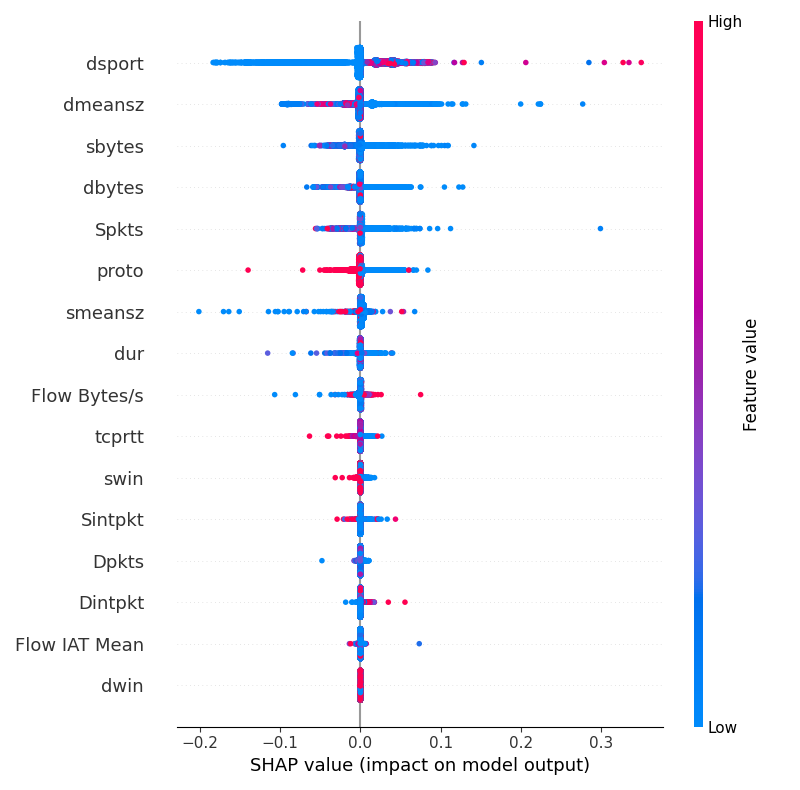 High
dsport
dmeansz
sbytes
dbytes
Spkts
proto
smeansz
dur
Flow Bytes/s
tcprtt
swin
Sintpkt
Dpkts
Dintpkt
Flow IAT Mean
dwin
Feature value
Low
−0.2 −0.1 0.0 0.1 0.2 0.3
SHAP value (impact on model output)